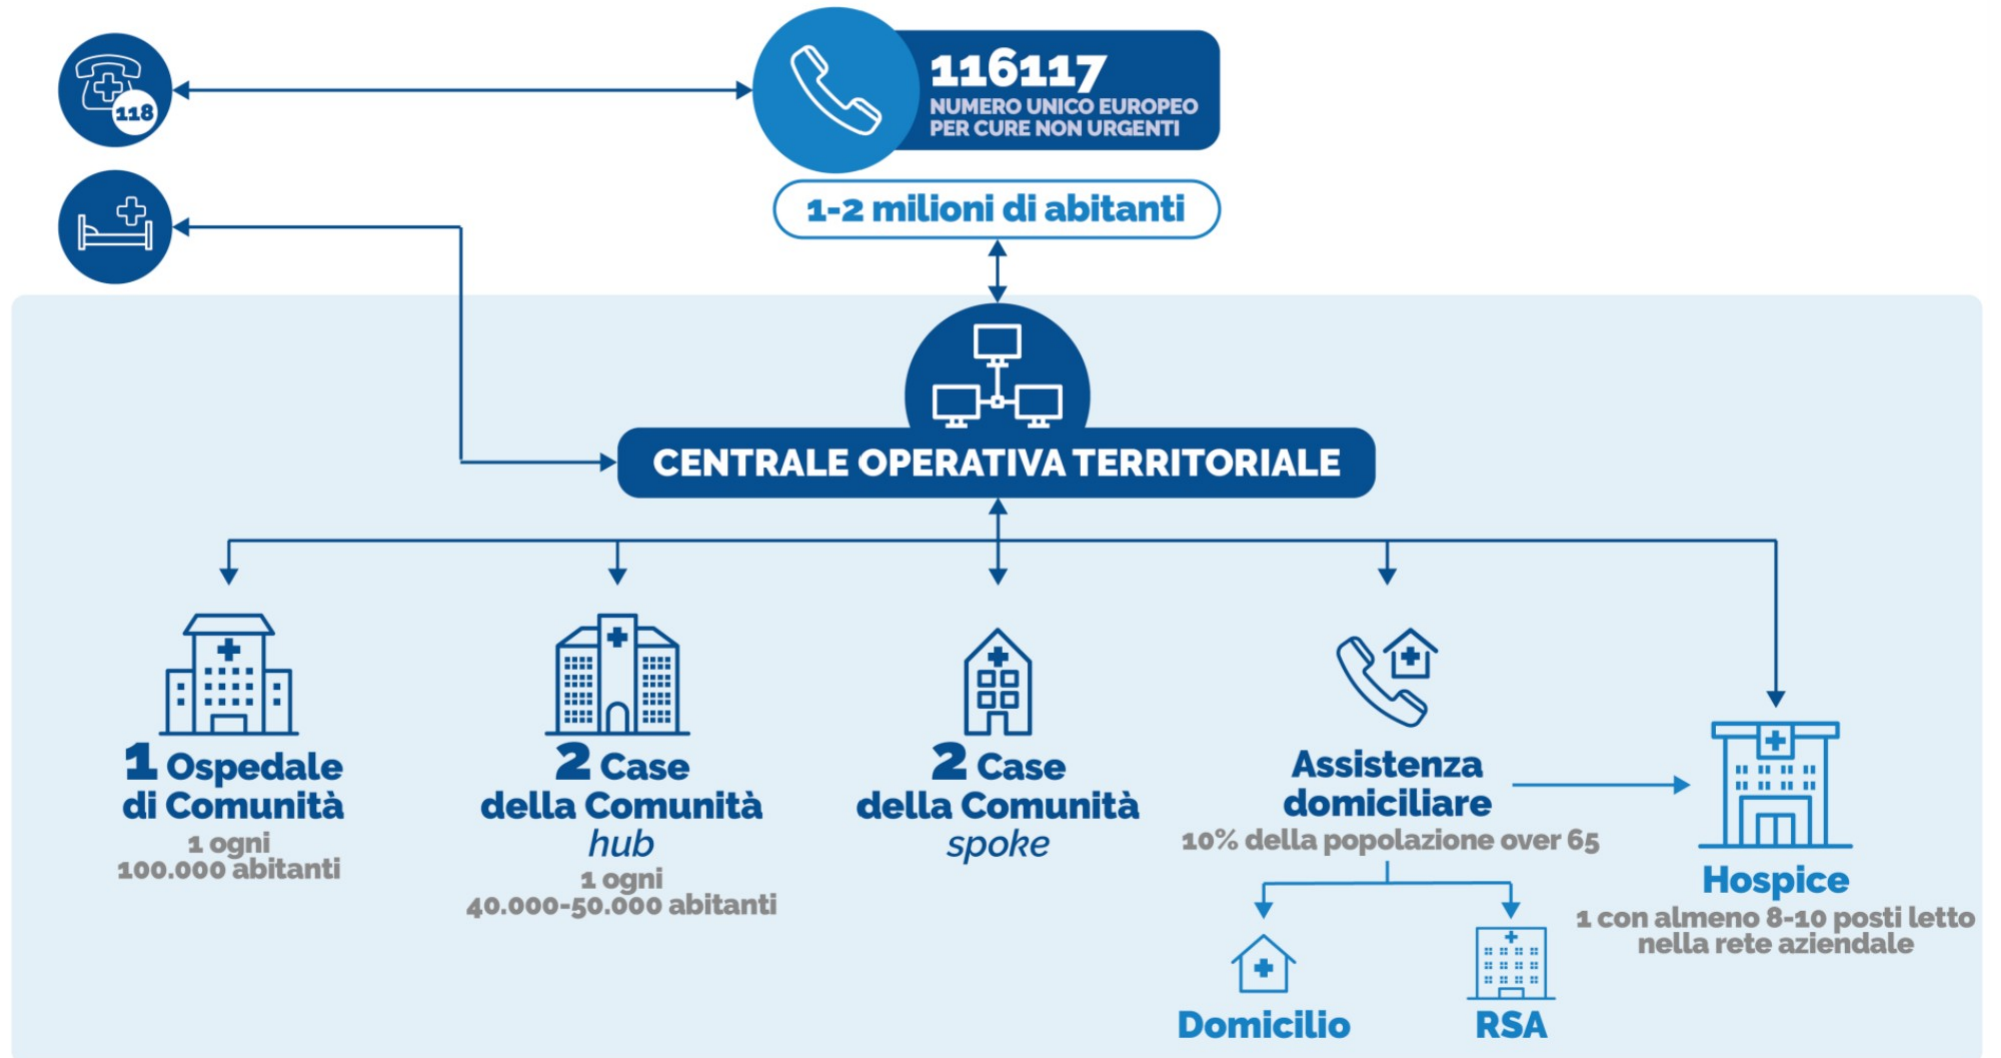 118
116117
NUMERO UNICO EUROPEO
PER CURE NON URGENTI
1-2 milioni di abitanti
CENTRALE OPERATIVA TERRITORIALE
1 Ospedale
di Comunità
1 ogni
100.000 abitanti
2 Case
della Comunità
hub
1 ogni
40.000-50.000 abitanti
2 Case
della Comunità
spoke
Assistenza
domiciliare
10% della popolazione over 65
Domicilio
RSA
Hospice
1 con almeno 8-10 posti letto
nella rete aziendale